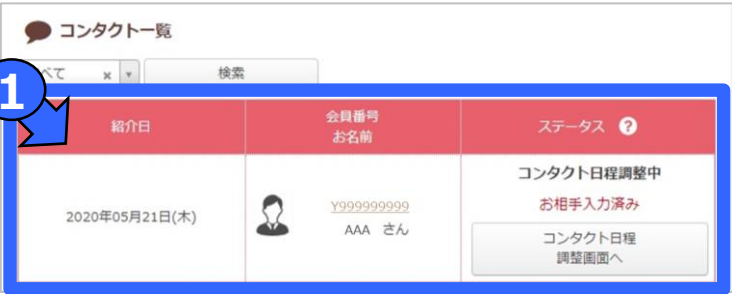 コンタクト一覧
べて × ▼ 検索
1
紹介日
会員番号
お名前
ステータス ?
2020年05月21日(木)
Y999999999
AAA さん
コンタクト日程調整中
お相手入力済み
コンタクト日程
調整画面へ